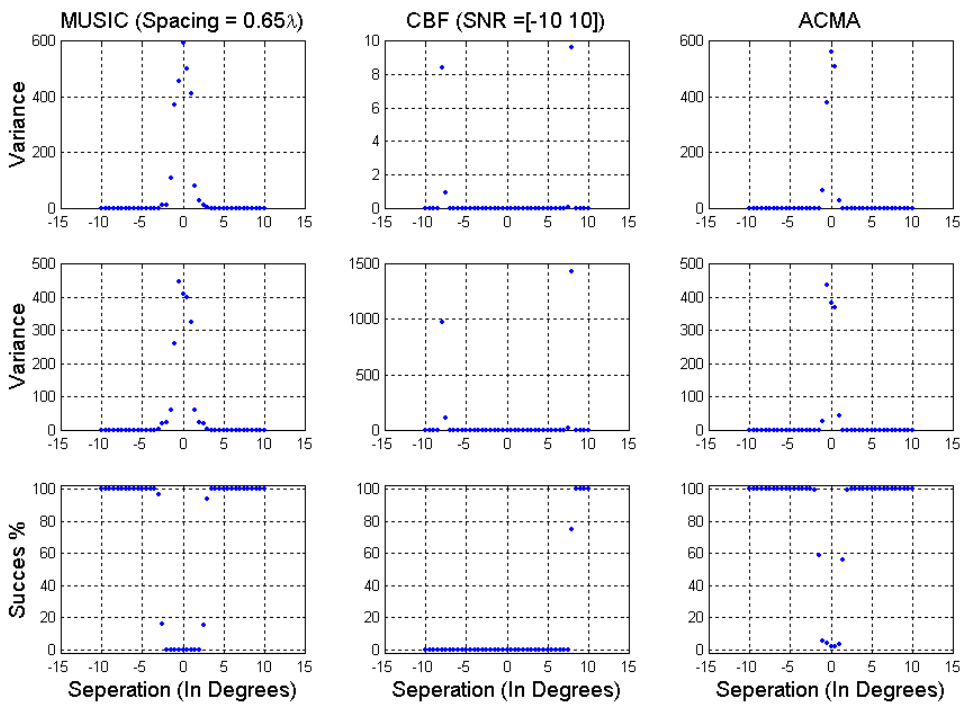 MUSIC (Spacing = 0.65λ)
CBF (SNR =[-10 10])
ACMA
Variance
600
400
200
0
-15 -10 -5 0 5 10 15
10
8
6
4
2
0
-15 -10 -5 0 5 10 15
600
400
200
0
-15 -10 -5 0 5 10 15
Variance
500
400
300
200
100
0
-15 -10 -5 0 5 10 15
1500
1000
500
0
-15 -10 -5 0 5 10 15
500
400
300
200
100
0
-15 -10 -5 0 5 10 15
Succes %
100
80
60
40
20
0
-15 -10 -5 0 5 10 15
Seperation (In Degrees)
100
80
60
40
20
0
-15 -10 -5 0 5 10 15
Seperation (In Degrees)
100
80
60
40
20
0
-15 -10 -5 0 5 10 15
Seperation (In Degrees)